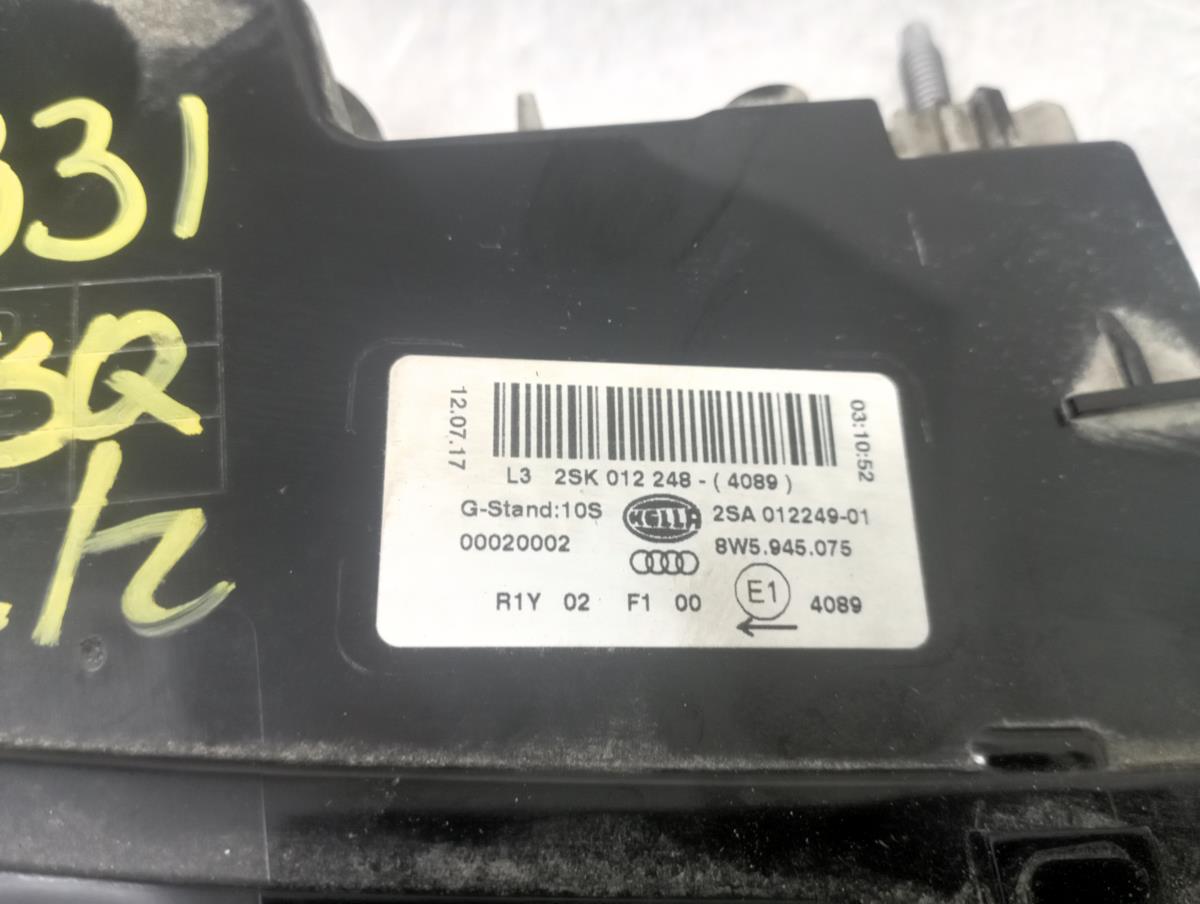 331
3Q
12.07.17
03:10:52
L3 2SK 012 248 - ( 4089 )
G-Stand:10S HELLA 2SA 012249-01
00020002 8W5.945.075
R1Y 02 F1 00 E1 4089